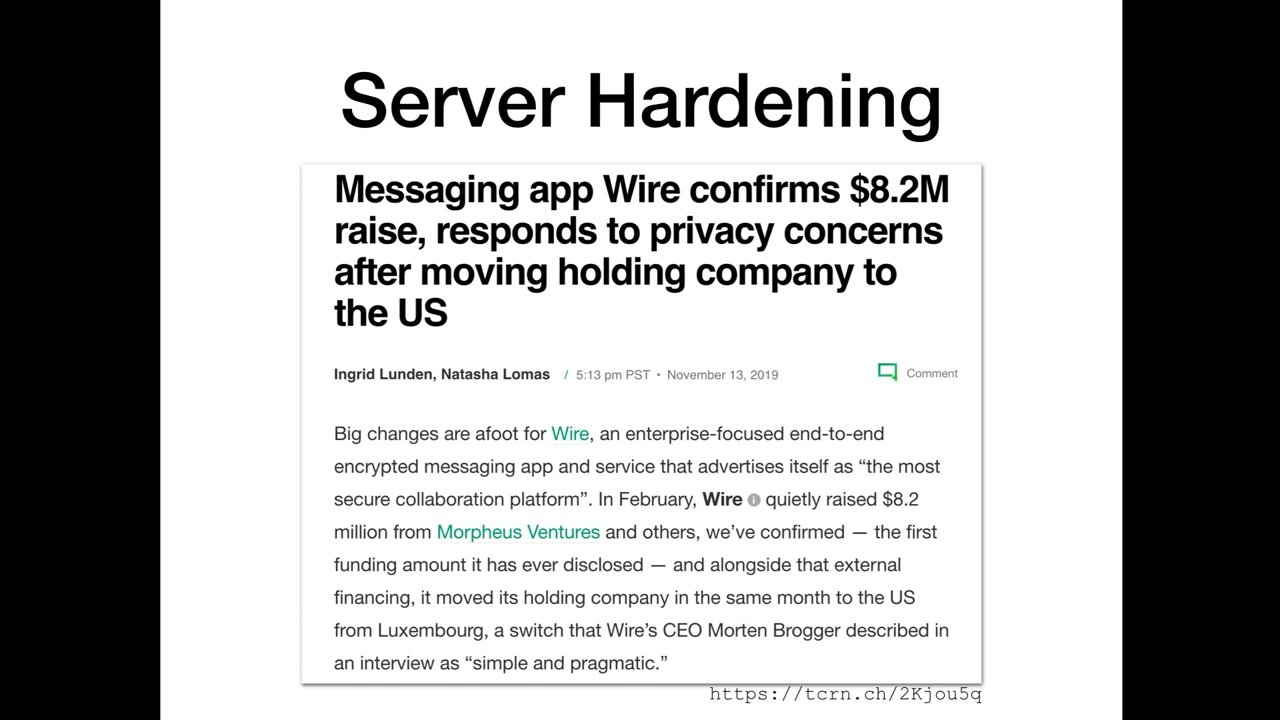 Server Hardening
Messaging app Wire confirms $8.2M
raise, responds to privacy concerns
after moving holding company to
the US
Ingrid Lunden, Natasha Lomas / 5:13 pm PST • November 13, 2019 Comment
Big changes are afoot for Wire, an enterprise-focused end-to-end
encrypted messaging app and service that advertises itself as “the most
secure collaboration platform”. In February, Wire quietly raised $8.2
million from Morpheus Ventures and others, we’ve confirmed — the first
funding amount it has ever disclosed — and alongside that external
financing, it moved its holding company in the same month to the US
from Luxembourg, a switch that Wire’s CEO Morten Brogger described in
an interview as “simple and pragmatic.”
https://tcrn.ch/2Kjou5q